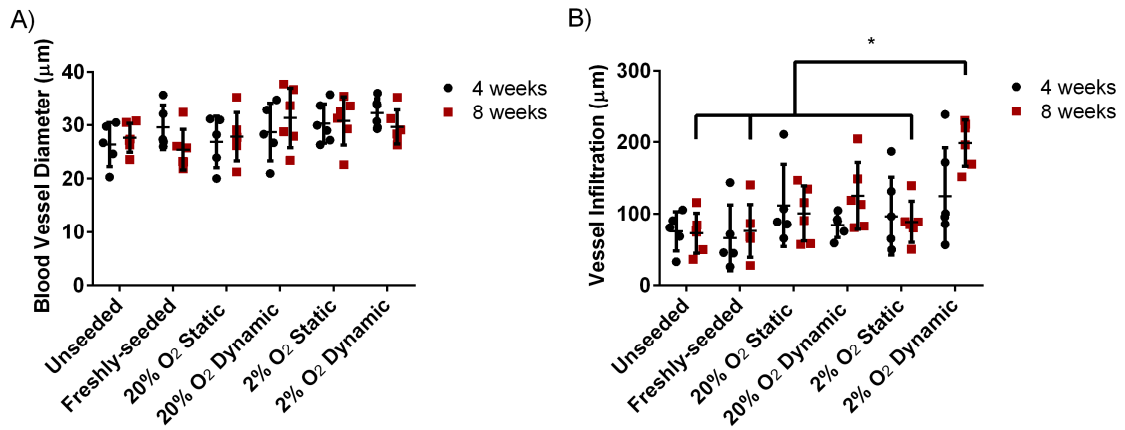 A)
Blood Vessel Diameter (μm)
40
30
20
10
0
Unseeded
Freshly-seeded
20% O₂ Static
20% O₂ Dynamic
2% O₂ Static
2% O₂ Dynamic
4 weeks
8 weeks
B)
Vessel Infiltration (μm)
300
200
100
0
*
Unseeded
Freshly-seeded
20% O₂ Static
20% O₂ Dynamic
2% O₂ Static
2% O₂ Dynamic
4 weeks
8 weeks